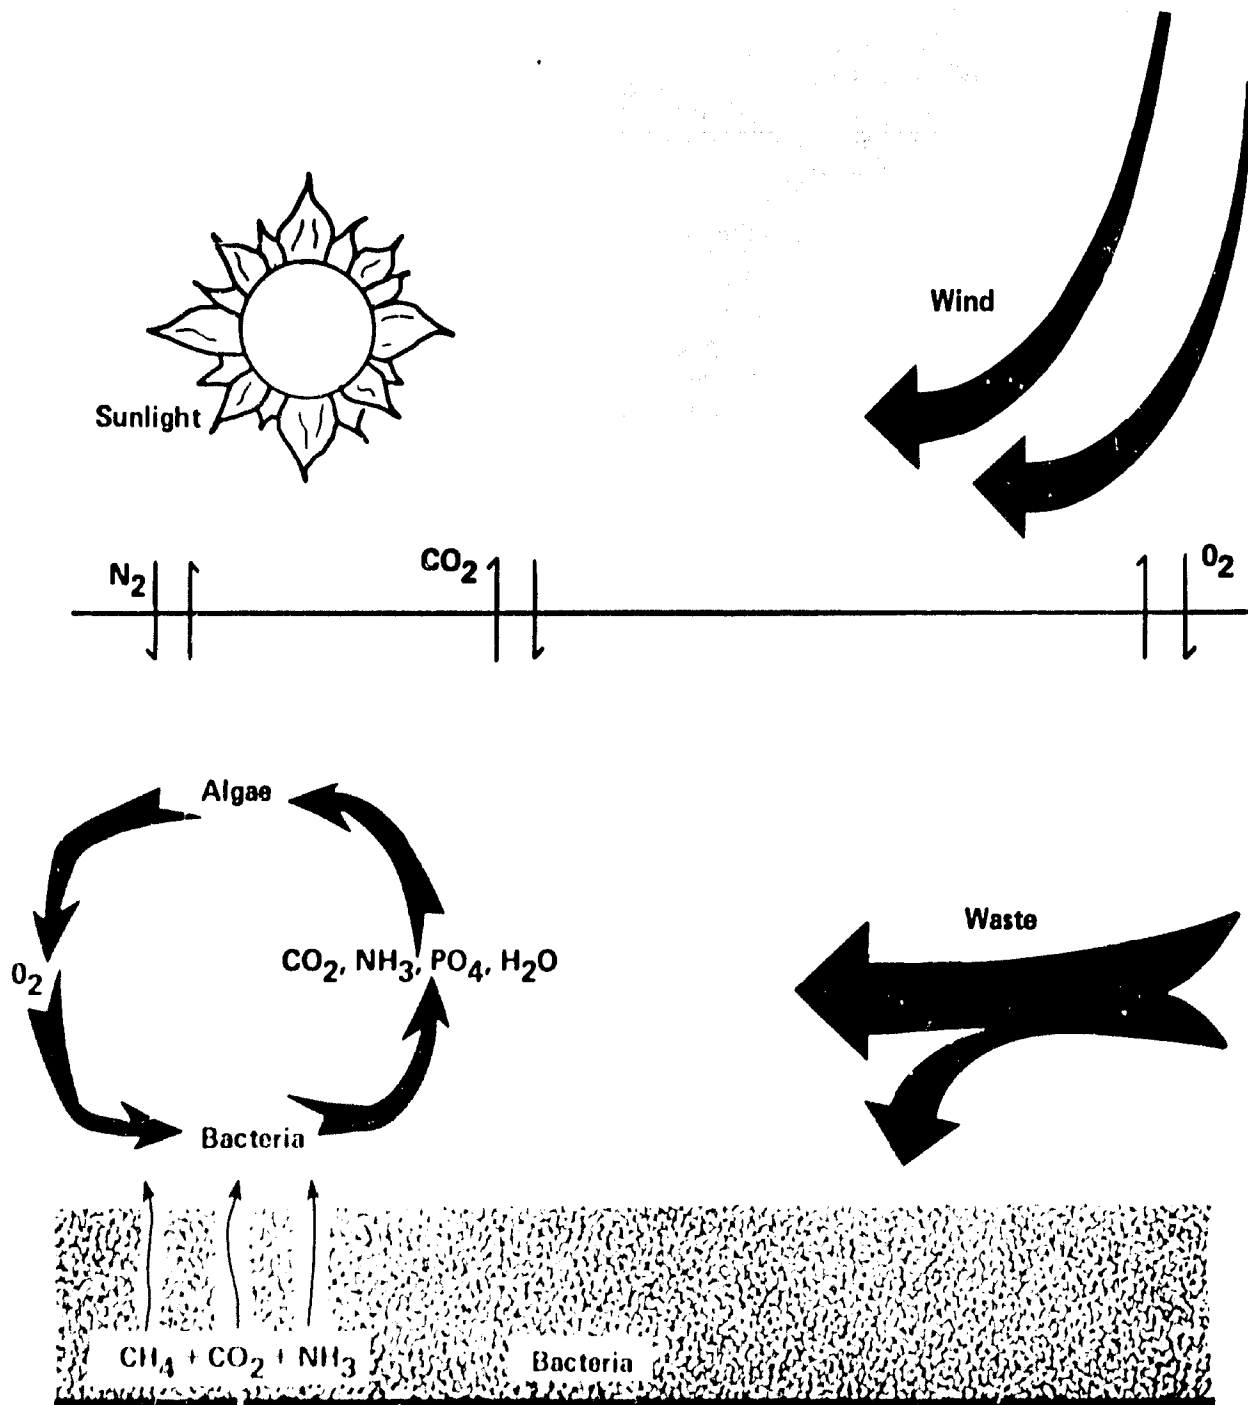 Wind
Sunlight
N2
CO2
O2
Algae
Waste
O2
CO2, NH3, PO4, H2O
Bacteria
CH4 + CO2 + NH3
Bacteria